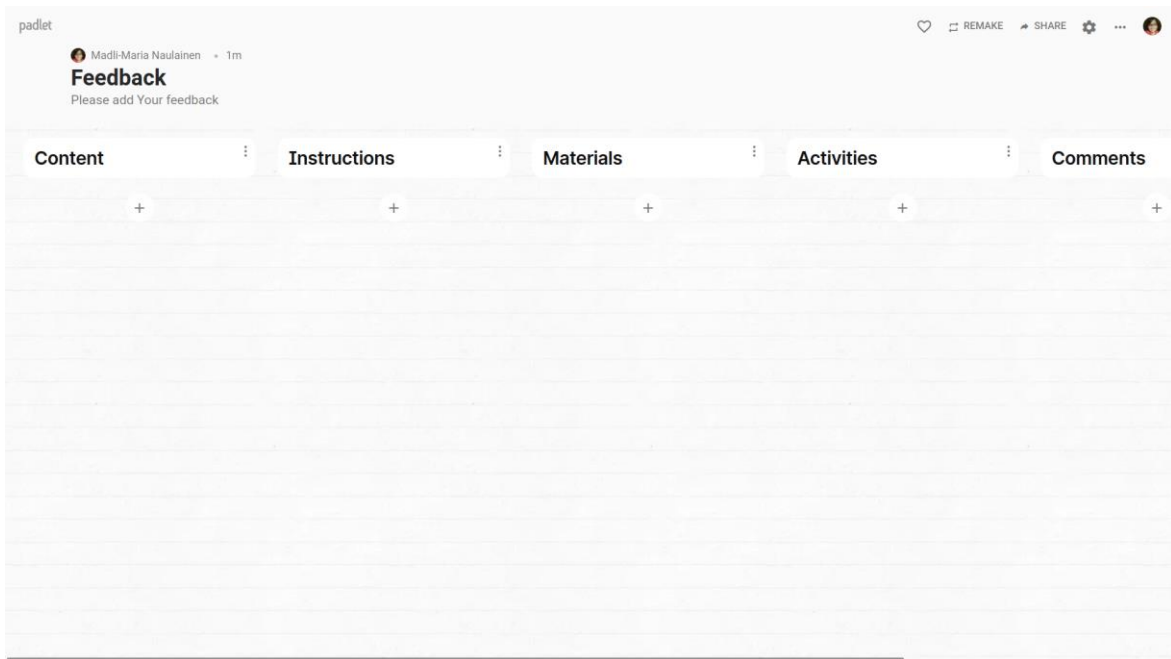 padlet
REMAKE SHARE
Madli-Maria Naulainen • 1m
Feedback
Please add Your feedback
Content Instructions Materials Activities Comments